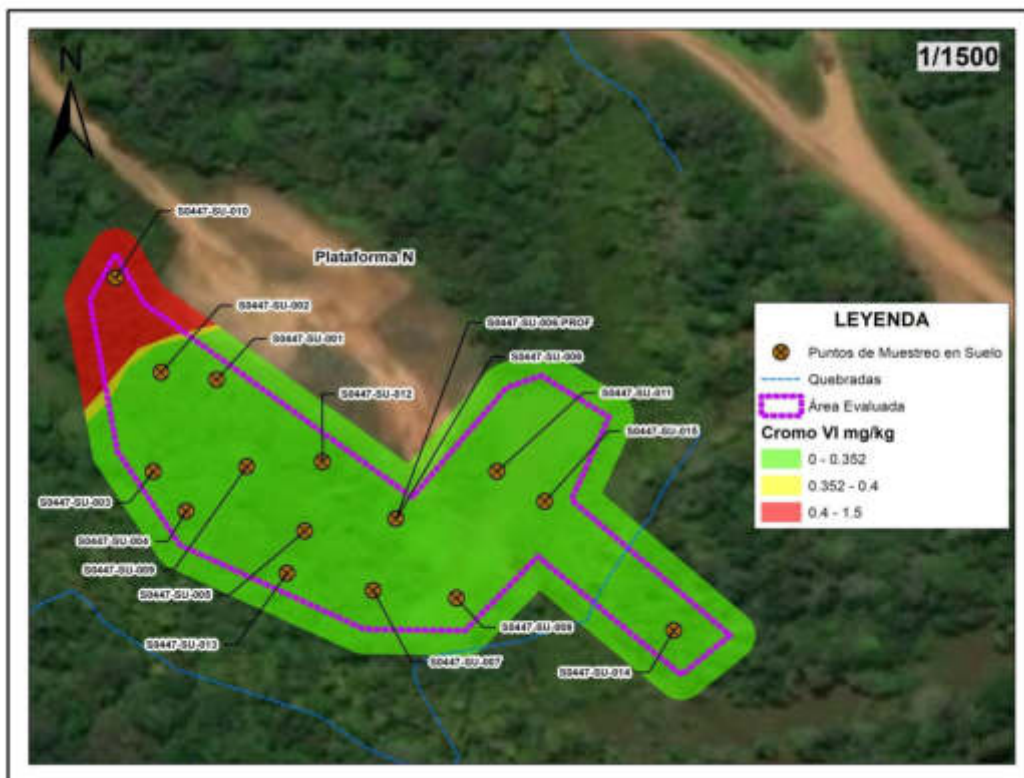 1/1500
N
S0447-SU-010
Plataforma N
S0447-SU-002
S0447-SU-006 PROF
S0447-SU-001
S0447-SU-006
S0447-SU-012
S0447-SU-011
S0447-SU-015
S0447-SU-003
S0447-SU-004
S0447-SU-009
S0447-SU-005
S0447-SU-008
S0447-SU-013
S0447-SU-007
S0447-SU-014
LEYENDA
Puntos de Muestreo en Suelo
Quebradas
Área Evaluada
Cromo VI mg/kg
0 - 0.352
0.352 - 0.4
0.4 - 1.5